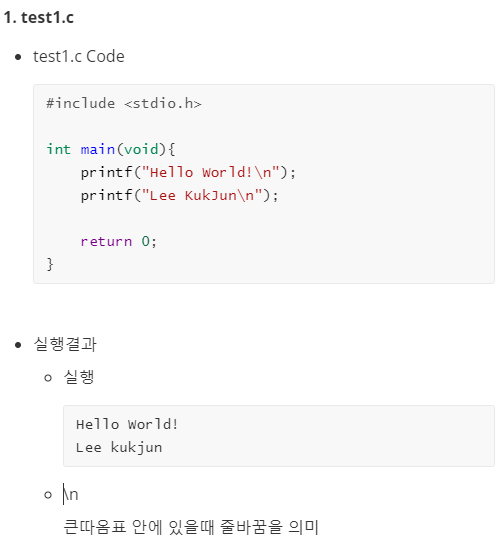 1. test1.c
test1.c Code
#include <stdio.h>
int main(void){
    printf("Hello World!\n");
    printf("Lee KukJun\n");
    return 0;
}
실행결과
실행
Hello World!
Lee kukjun
\n
큰따옴표 안에 있을때 줄바꿈을 의미